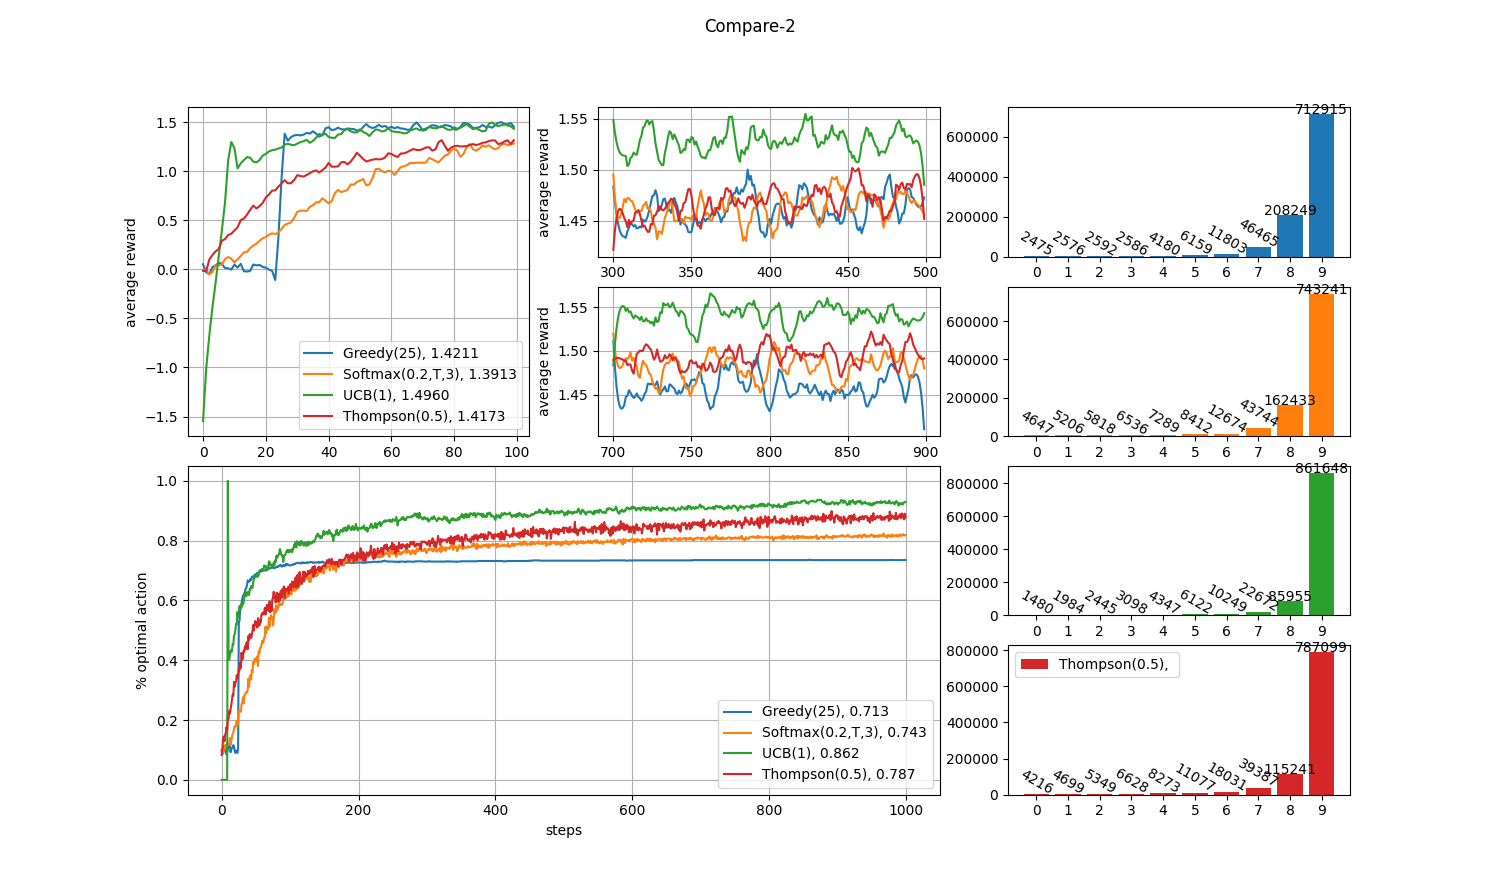 Compare-2
average reward
1.5
1.0
0.5
0.0
−0.5
−1.0
−1.5
0 20 40 60 80 100
Greedy(25), 1.4211
Softmax(0.2,T,3), 1.3913
UCB(1), 1.4960
Thompson(0.5), 1.4173
average reward
1.55
1.50
1.45
300 350 400 450 500
average reward
1.55
1.50
1.45
700 750 800 850 900
600000
400000
200000
0
2475 2576 2592 2586 4180 6159 11803 46465 208249 712915
0 1 2 3 4 5 6 7 8 9
600000
400000
200000
0
4647 5206 5818 6536 7289 8412 12674 43744 162433 743241
0 1 2 3 4 5 6 7 8 9
% optimal action
1.0
0.8
0.6
0.4
0.2
0.0
0 200 400 600 800 1000
steps
Greedy(25), 0.713
Softmax(0.2,T,3), 0.743
UCB(1), 0.862
Thompson(0.5), 0.787
800000
600000
400000
200000
0
1480 1984 2445 3098 4347 6122 10249 22672 85955 861648
0 1 2 3 4 5 6 7 8 9
800000
600000
400000
200000
0
Thompson(0.5),
4216 4699 5349 6628 8273 11077 18031 39387 115241 787099
0 1 2 3 4 5 6 7 8 9